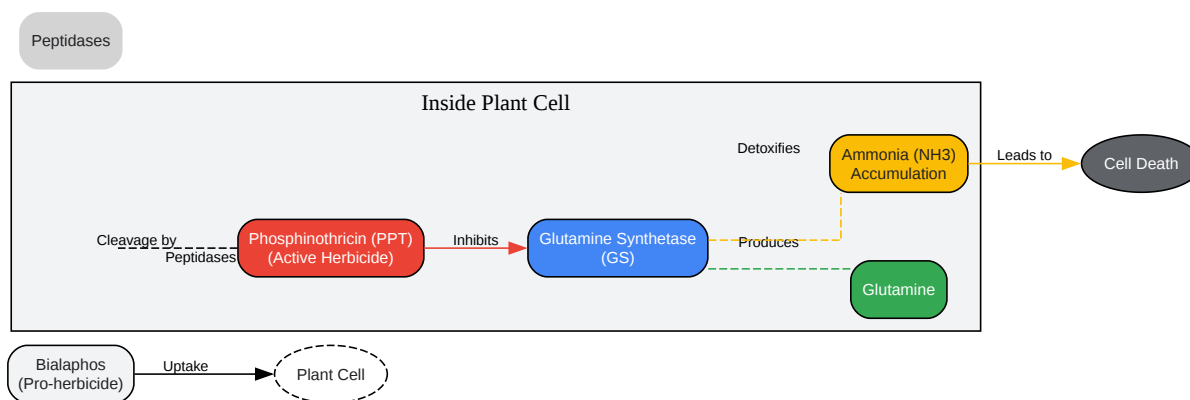 Peptidases
Inside Plant Cell
Detoxifies
Ammonia (NH3)
Accumulation
Leads to
Cell Death
Cleavage by
Peptidases
Phosphinothricin (PPT)
(Active Herbicide)
Inhibits
Glutamine Synthetase
(GS)
Produces
Glutamine
Bialaphos
(Pro-herbicide)
Uptake
Plant Cell